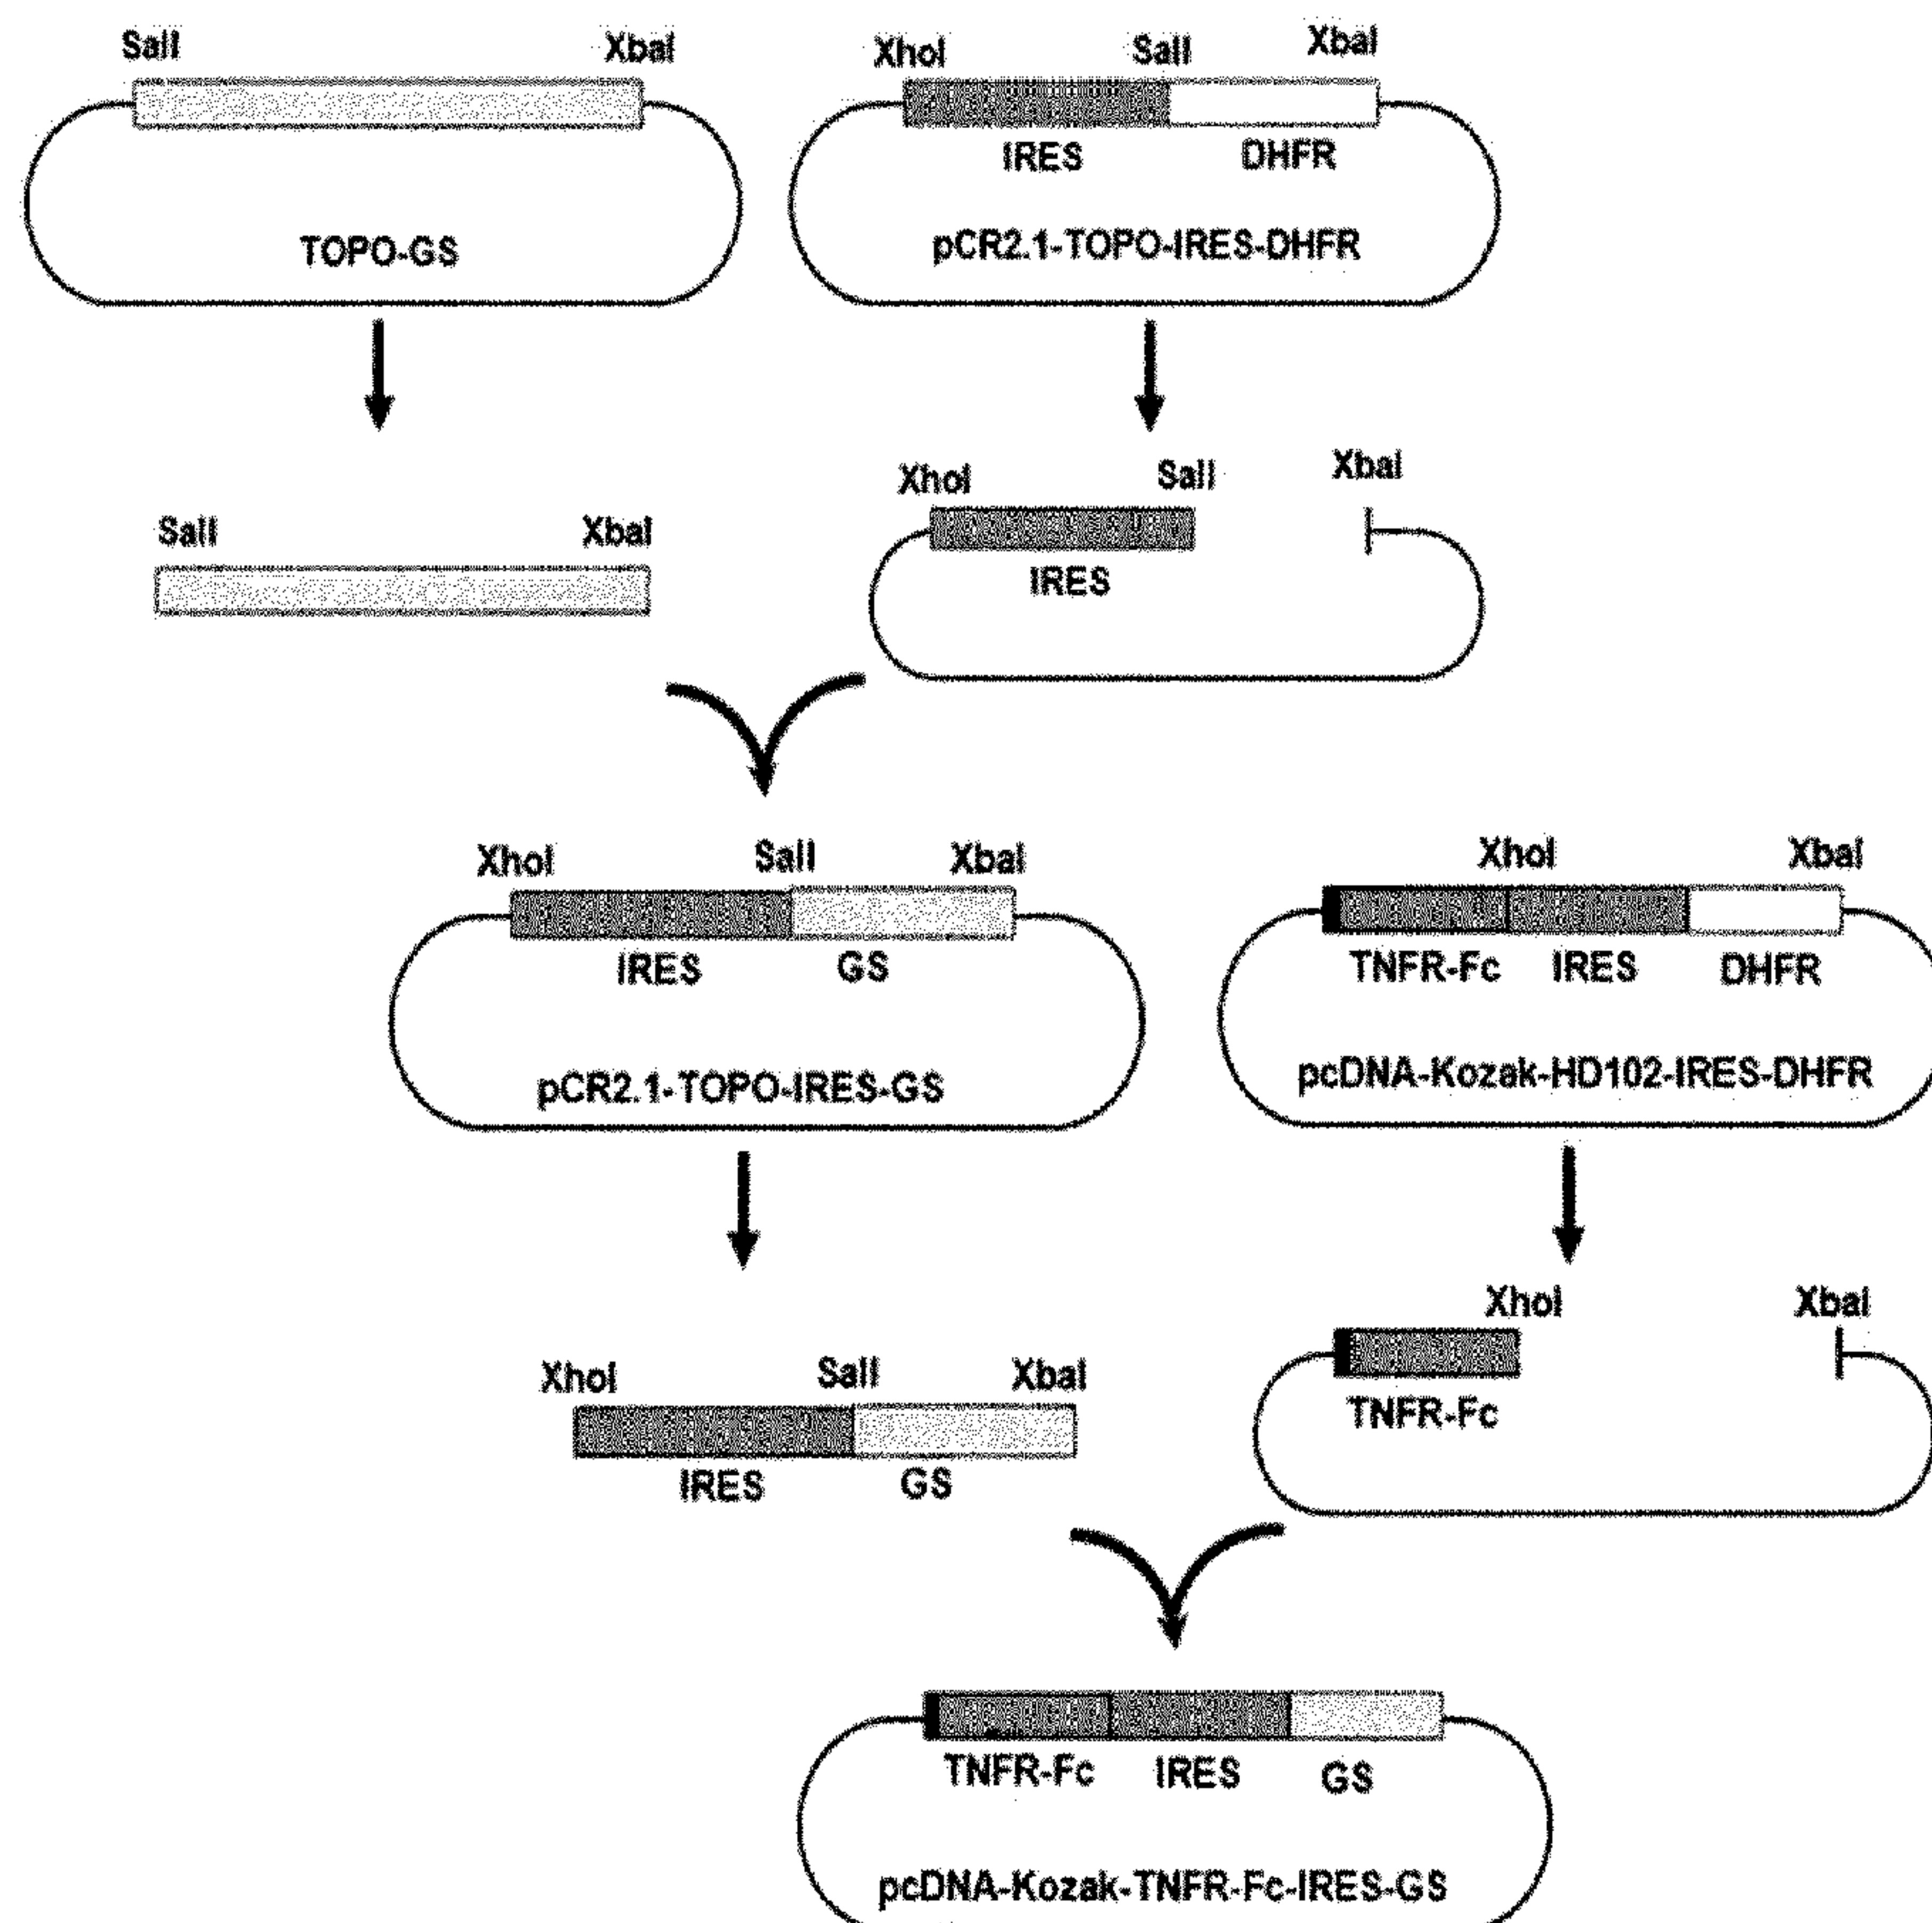 SalI XbaI
XhoI SalI XbaI
IRES DHFR
TOPO-GS
pCR2.1-TOPO-IRES-DHFR
SalI XbaI
XhoI SalI XbaI
IRES
XhoI SalI XbaI
IRES GS
pCR2.1-TOPO-IRES-GS
XhoI XbaI
TNFR-Fc IRES DHFR
pcDNA-Kozak-HD102-IRES-DHFR
XhoI SalI XbaI
IRES GS
XhoI XbaI
TNFR-Fc
TNFR-Fc IRES GS
pcDNA-Kozak-TNFR-Fc-IRES-GS